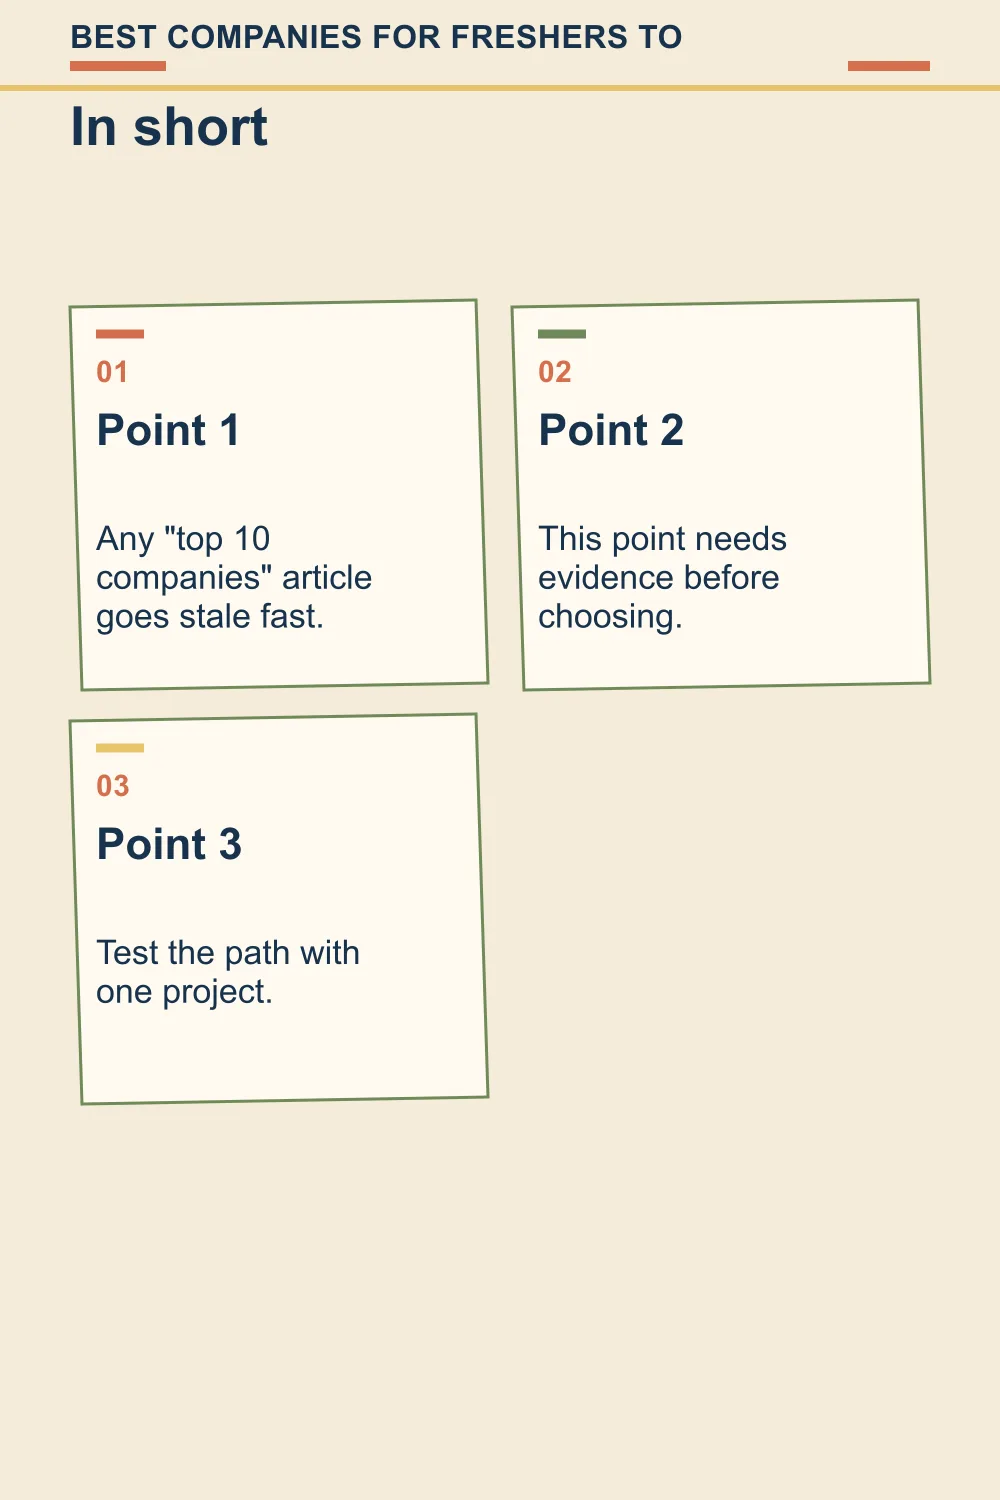 BEST COMPANIES FOR FRESHERS TO
In short
01
Point 1
Any "top 10
companies" article
goes stale fast.
02
Point 2
This point needs
evidence before
choosing.
03
Point 3
Test the path with
one project.